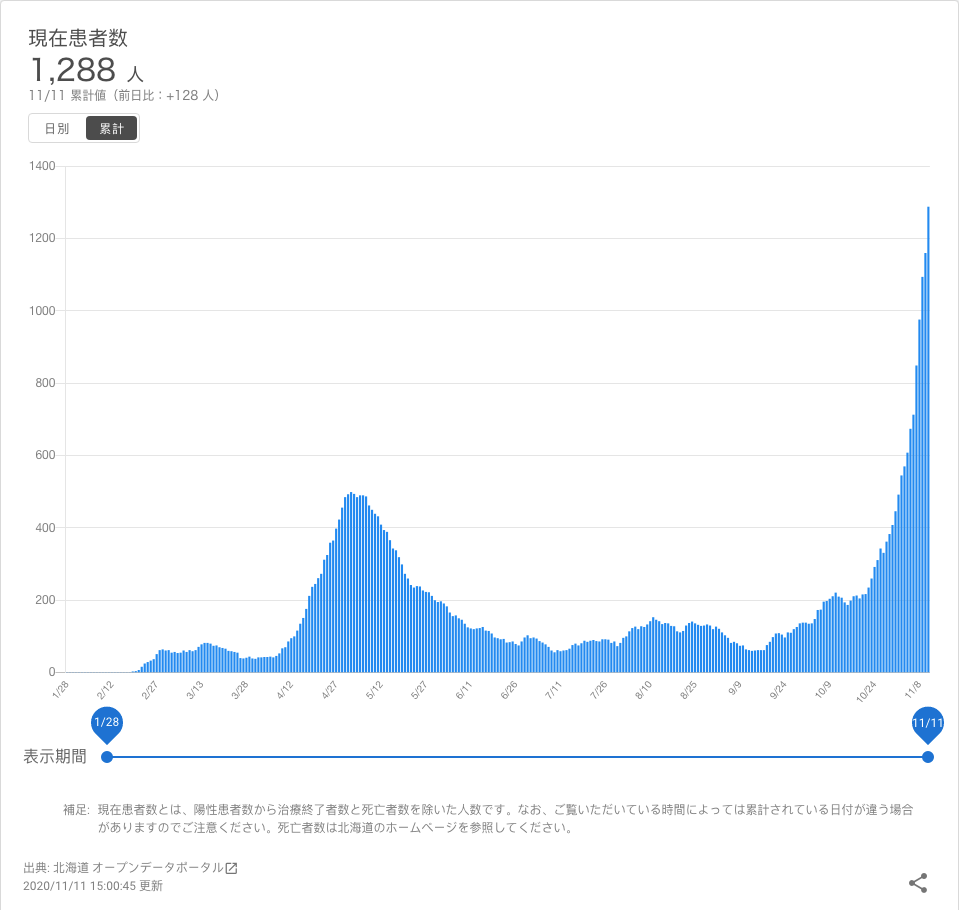 現在患者数
1,288 人
11/11 累計値（前日比：+128 人）
日別 累計
1400
1200
1000
800
600
400
200
0
1/28 2/12 2/27 3/13 3/28 4/12 4/27 5/12 5/27 6/11 6/26 7/11 7/26 8/10 8/25 9/9 9/24 10/9 10/24 11/8
1/28 11/11
表示期間
補足: 現在患者数とは、陽性患者数から治療終了者数と死亡者数を除いた人数です。なお、ご覧いただいている時間によっては累計されている日付が違う場合
がありますのでご注意ください。死亡者数は北海道のホームページを参照してください。
出典: 北海道 オープンデータポータル
2020/11/11 15:00:45 更新